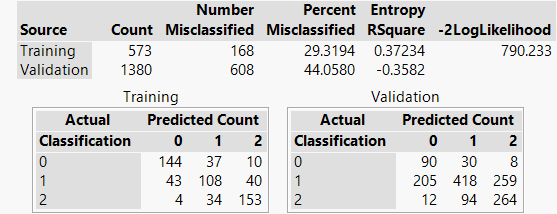 Number Percent Entropy
Source Count Misclassified Misclassified RSquare -2LogLikelihood
Training 573 168 29.3194 0.37234 790.233
Validation 1380 608 44.0580 -0.3582
Training Validation
Actual Predicted Count Actual Predicted Count
Classification 0 1 2 Classification 0 1 2
0 144 37 10 0 90 30 8
1 43 108 40 1 205 418 259
2 4 34 153 2 12 94 264